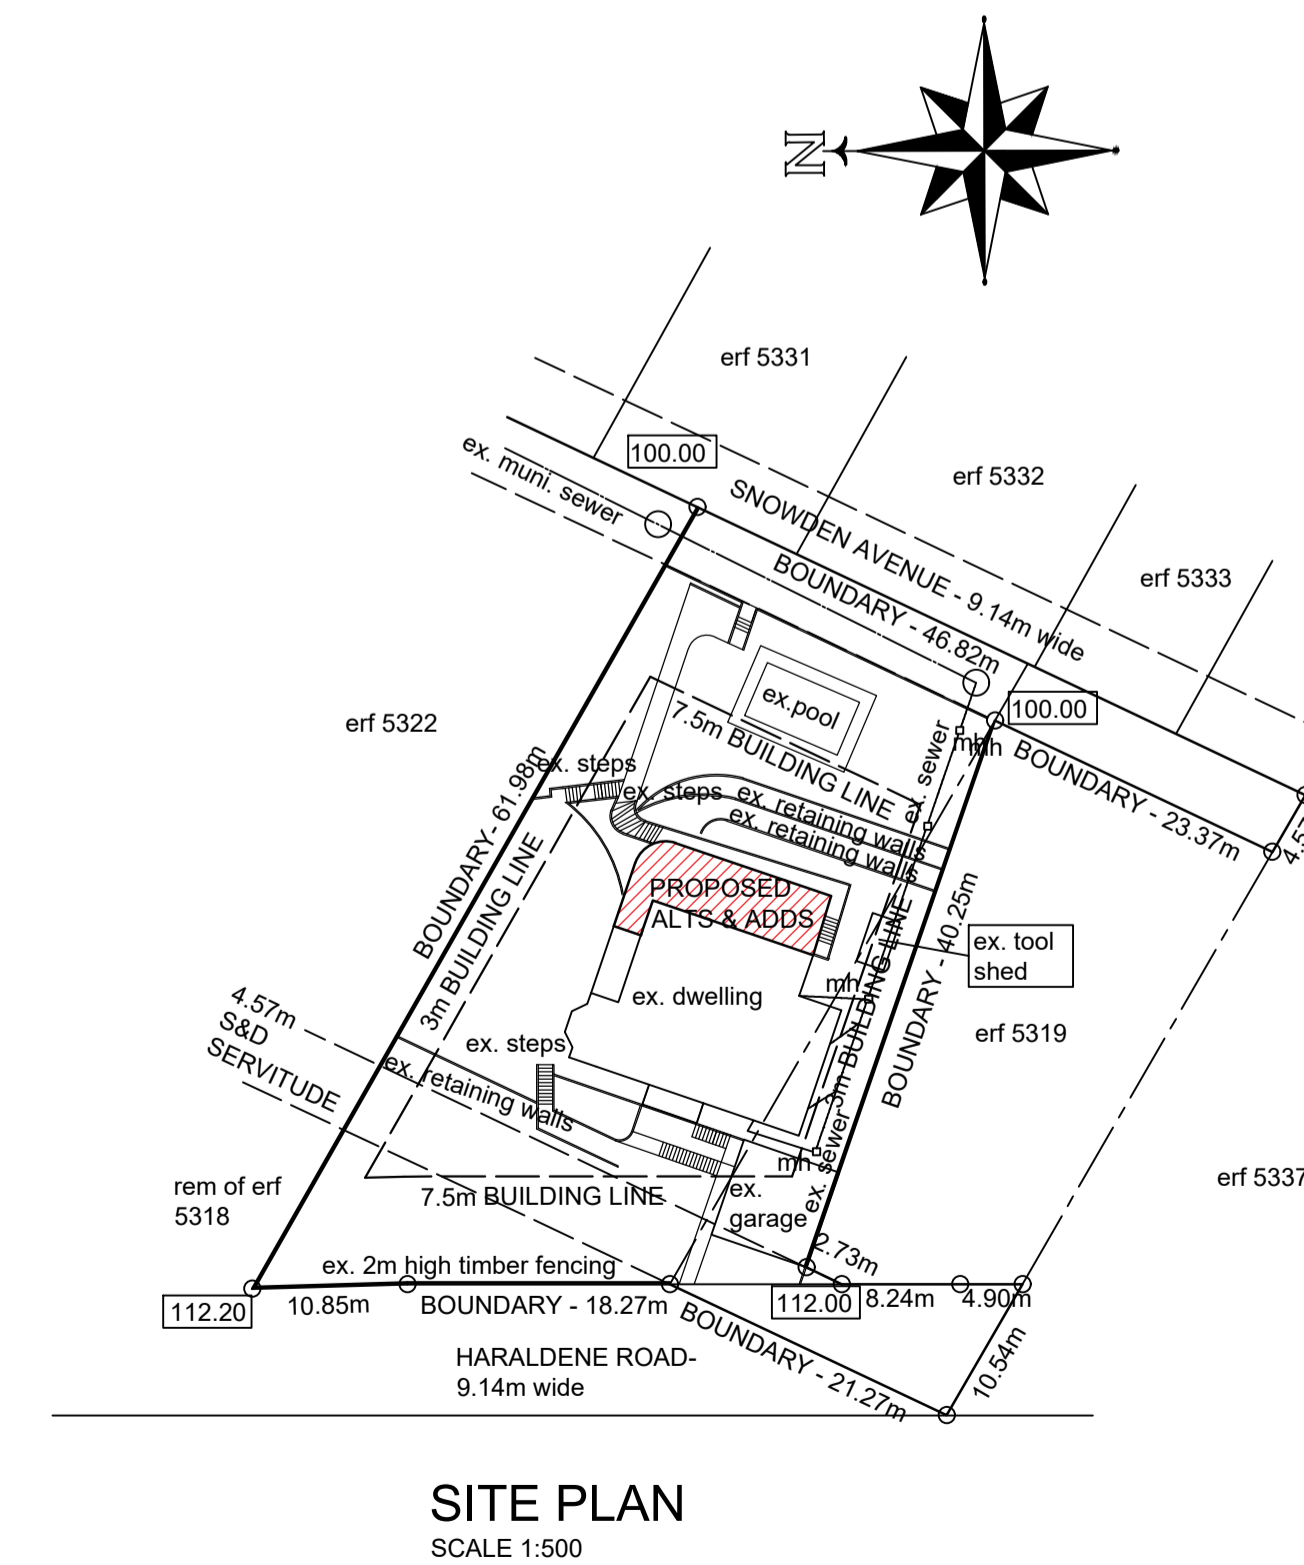 N
erf 5331
100.00
erf 5332
ex. muni. sewer
SNOWDEN AVENUE - 9.14m wide
erf 5333
BOUNDARY - 46.82m
ex.pool
100.00
erf 5322
7.5m BUILDING LINE
mh
mh
BOUNDARY - 23.37m
ex. sewer
ex. steps
ex. steps
ex. retaining walls
ex. retaining walls
BOUNDARY- 61.98m
3m BUILDING LINE
PROPOSED
ALTS & ADDS
BOUNDARY - 40.25m
3m BUILDING LINE
ex. tool
shed
mh
ex. dwelling
erf 5319
4.57m
S&D
SERVITUDE
ex. steps
ex. retaining walls
ex. sewer
mh
erf 5337
rem of erf
5318
7.5m BUILDING LINE
ex.
garage
2.73m
ex. 2m high timber fencing
112.20
10.85m
BOUNDARY - 18.27m
112.00
8.24m
4.90m
BOUNDARY - 21.27m
10.54m
HARALDENE ROAD-
9.14m wide
SITE PLAN
SCALE 1:500